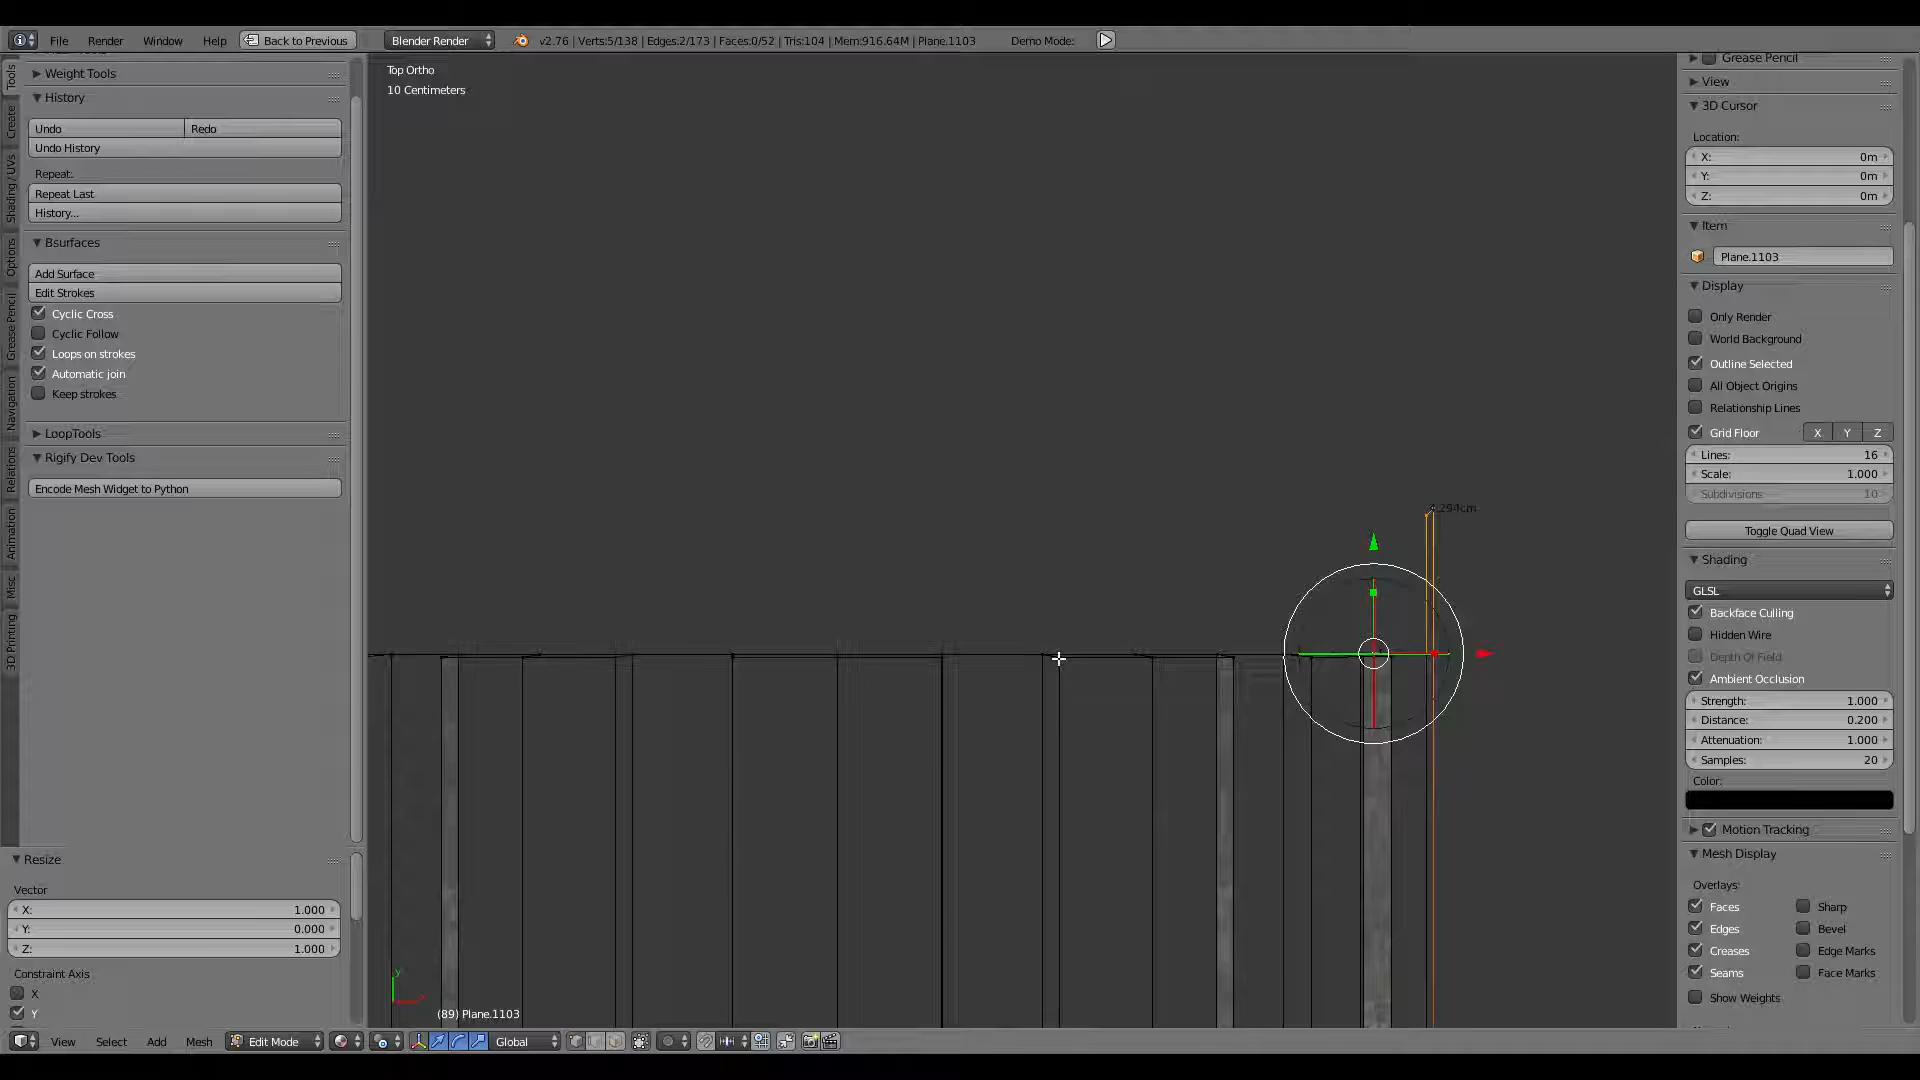 File Render Window Help Back to Previous Blender Render v2.76 | Verts:5/138 | Edges:2/173 | Faces:0/52 | Tris:104 | Mem:916.64M | Plane.1103 Demo Mode:
Tools
Create
Shading / UVs
Options
Grease Pencil
Navigation
Relations
Animation
Misc
3D Printing
Weight Tools
History
Undo Redo
Undo History
Repeat:
Repeat Last
History...
Bsurfaces
Add Surface
Edit Strokes
Cyclic Cross
Cyclic Follow
Loops on strokes
Automatic join
Keep strokes
LoopTools
Rigify Dev Tools
Encode Mesh Widget to Python
Resize
Vector
X: 1.000
Y: 0.000
Z: 1.000
Constraint Axis
X
Y
Top Ortho
10 Centimeters
y
(89) Plane.1103
View Select Add Mesh Edit Mode Global
Grease Pencil
View
3D Cursor
Location:
X: 0m
Y: 0m
Z: 0m
Item
Plane.1103
Display
Only Render
World Background
Outline Selected
All Object Origins
Relationship Lines
Grid Floor X Y Z
Lines: 16
Scale: 1.000
Subdivisions: 10
Toggle Quad View
Shading
GLSL
Backface Culling
Hidden Wire
Depth Of Field
Ambient Occlusion
Strength: 1.000
Distance: 0.200
Attenuation: 1.000
Samples: 20
Color:
Motion Tracking
Mesh Display
Overlays:
Faces Sharp
Edges Bevel
Creases Edge Marks
Seams Face Marks
Show Weights